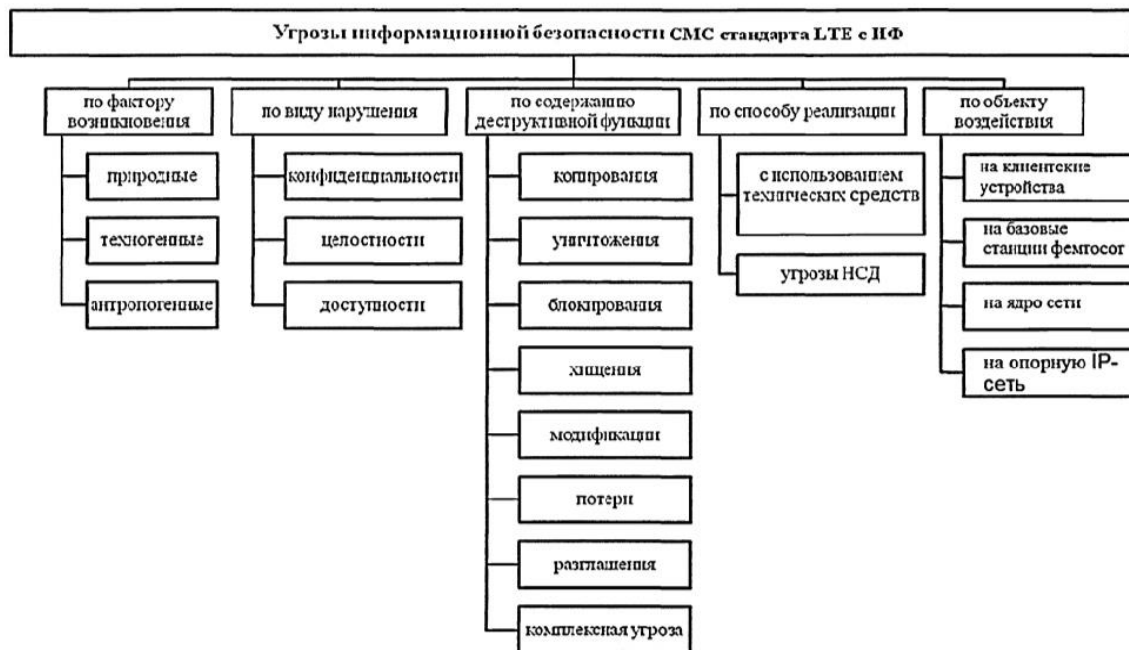 Угрозы информационной безопасности СМС стандарта LTE с ИФ
по фактору
возникновения
природные
техногенные
антропогенные
по виду нарушения
конфиденциальности
целостности
доступности
по содержанию
деструктивной функции
копирования
уничтожения
блокирования
хищения
модификации
потери
разглашения
комплексная угроза
по способу реализации
с использованием
технических средств
угрозы НСД
по объекту
воздействия
на клиентские
устройства
на базовые
станции фемтосот
на ядро сети
на опорную IP-
сеть